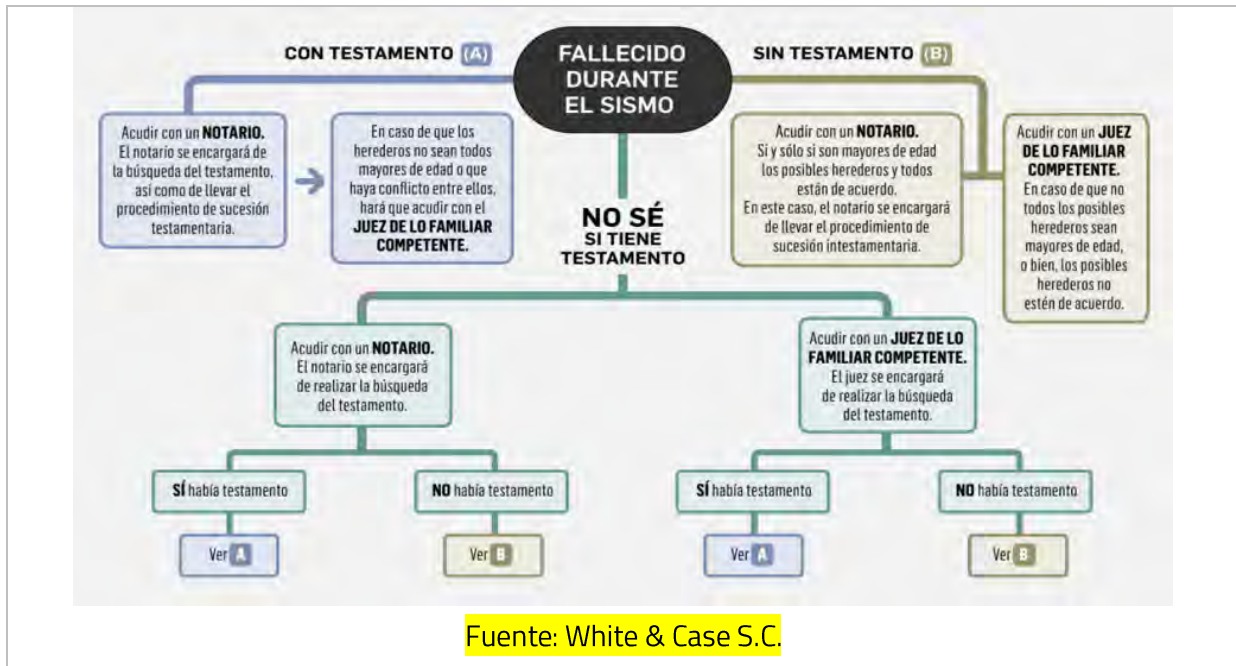 CON TESTAMENTO (A)
FALLECIDO
DURANTE
EL SISMO
SIN TESTAMENTO (B)
Acudir con un NOTARIO.
El notario se encargará de
la búsqueda del testamento,
así como de llevar el
procedimiento de sucesión
testamentaria.
En caso de que los
herederos no sean todos
mayores de edad o que
haya conflicto entre ellos,
hará que acudir con el
JUEZ DE LO FAMILIAR
COMPETENTE.
Acudir con un NOTARIO.
Si y sólo si son mayores de edad
los posibles herederos y todos
están de acuerdo.
En este caso, el notario se encargará
de llevar el procedimiento de
sucesión intestamentaria.
Acudir con un JUEZ
DE LO FAMILIAR
COMPETENTE.
En caso de que no
todos los posibles
herederos sean
mayores de edad,
o bien, los posibles
herederos no
estén de acuerdo.
NO SÉ
SI TIENE
TESTAMENTO
Acudir con un NOTARIO.
El notario se encargará
de realizar la búsqueda
del testamento.
Acudir con un JUEZ DE LO
FAMILIAR COMPETENTE.
El juez se encargará
de realizar la búsqueda
del testamento.
SÍ había testamento
NO había testamento
SÍ había testamento
NO había testamento
Ver A
Ver B
Ver A
Ver B
Fuente: White & Case S.C.